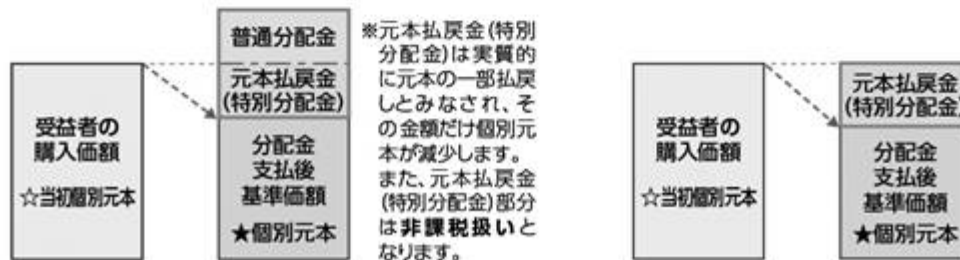 普通分配金
元本払戻金
(特別分配金)
分配金
支払後
基準価額
★個別元本
受益者の
購入価額
☆当初個別元本
※元本払戻金(特別
分配金)は実質的
に元本の一部払戻
しとみなされ、そ
の金額だけ個別元
本が減少します。
また、元本払戻金
(特別分配金)部分
は非課税扱いと
なります。
受益者の
購入価額
☆当初個別元本
元本払戻金
(特別分配金)
分配金
支払後
基準価額
★個別元本